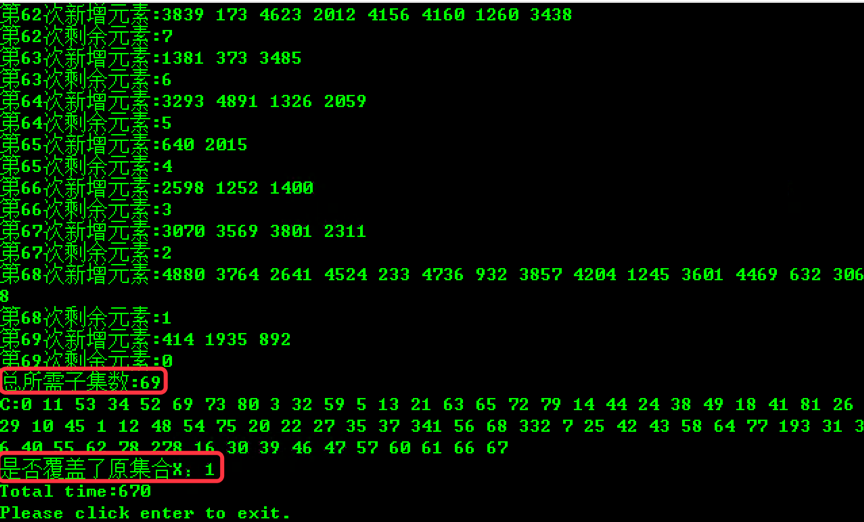 第62次新增元素:3839 173 4623 2012 4156 4160 1260 3438
第62次剩余元素:7
第63次新增元素:1381 373 3485
第63次剩余元素:6
第64次新增元素:3293 4891 1326 2059
第64次剩余元素:5
第65次新增元素:640 2015
第65次剩余元素:4
第66次新增元素:2598 1252 1400
第66次剩余元素:3
第67次新增元素:3070 3569 3801 2311
第67次剩余元素:2
第68次新增元素:4880 3764 2641 4524 233 4736 932 3857 4204 1245 3601 4469 632 306
8
第68次剩余元素:1
第69次新增元素:414 1935 892
第69次剩余元素:0
总所需子集数:69
C:0 11 53 34 52 69 73 80 3 32 59 5 13 21 63 65 72 79 14 44 24 38 49 18 41 81 26
29 10 45 1 12 48 54 75 20 22 27 35 37 341 56 68 332 7 25 42 43 58 64 77 193 31 3
6 40 55 62 78 278 16 30 39 46 47 57 60 61 66 67
是否覆盖了原集合X: 1
Total time:670
Please click enter to exit.